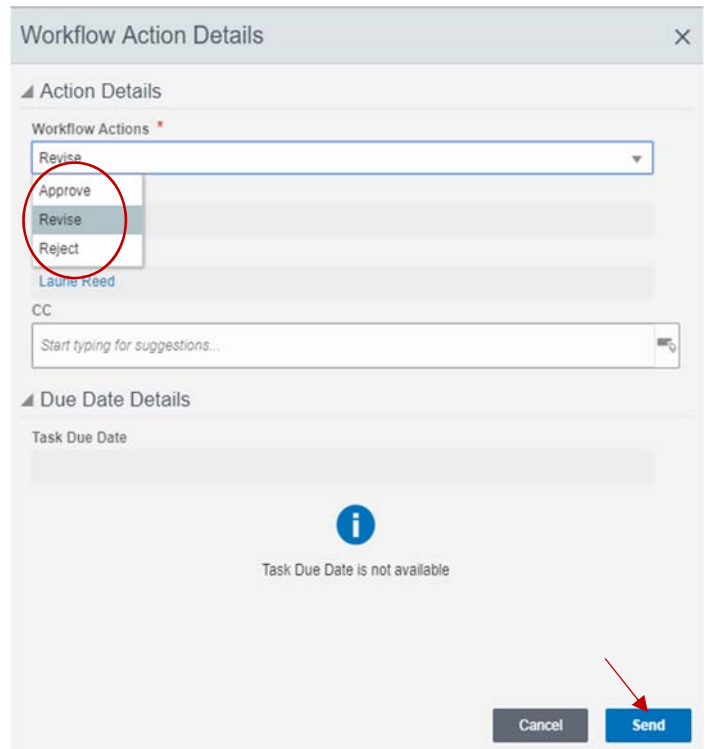 Workflow Action Details
Action Details
Workflow Actions *
Revise
Approve
Revise
Reject
Laurie Reed
CC
Start typing for suggestions...
Due Date Details
Task Due Date
Task Due Date is not available
Cancel
Send